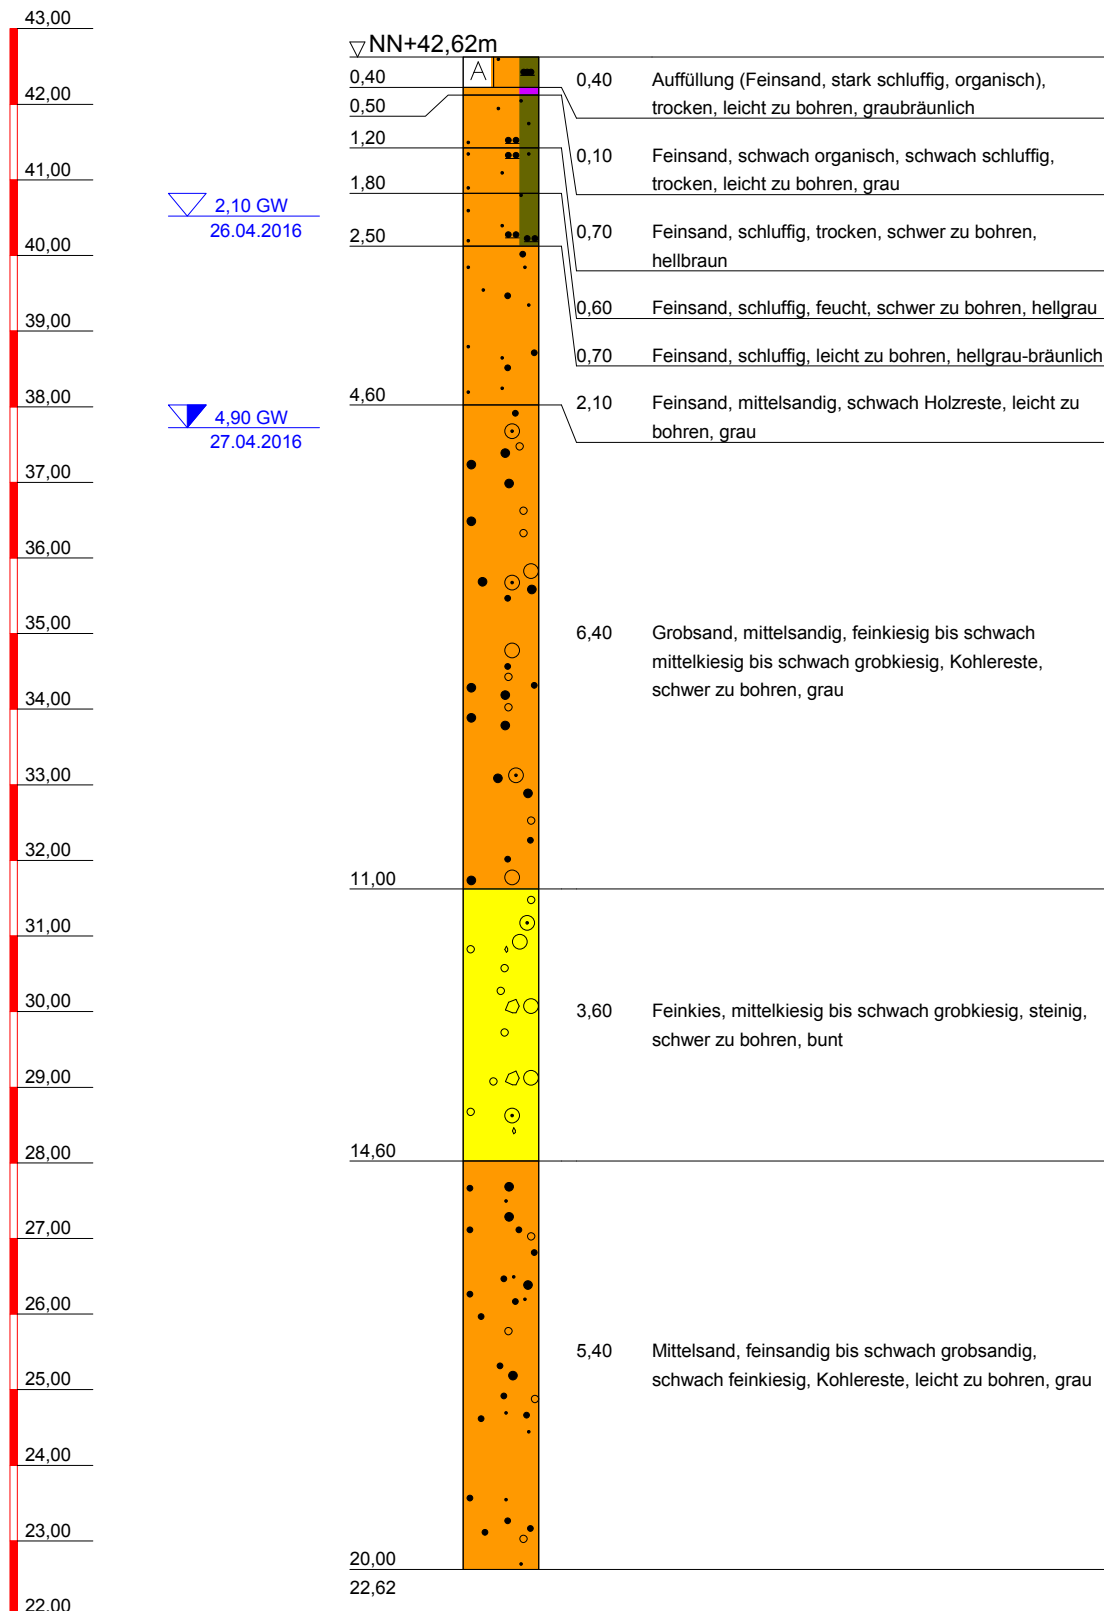 43,00
42,00
41,00
40,00
39,00
38,00
37,00
36,00
35,00
34,00
33,00
32,00
31,00
30,00
29,00
28,00
27,00
26,00
25,00
24,00
23,00
22,00
2,10 GW
26.04.2016
4,90 GW
27.04.2016
NN+42,62m
A
0,40
0,50
1,20
1,80
2,50
4,60
11,00
14,60
20,00
22,62
0,40 Auffüllung (Feinsand, stark schluffig, organisch),
trocken, leicht zu bohren, graubräunlich
0,10 Feinsand, schwach organisch, schwach schluffig,
trocken, leicht zu bohren, grau
0,70 Feinsand, schluffig, trocken, schwer zu bohren,
hellbraun
0,60 Feinsand, schluffig, feucht, schwer zu bohren, hellgrau
0,70 Feinsand, schluffig, leicht zu bohren, hellgrau-bräunlich
2,10 Feinsand, mittelsandig, schwach Holzreste, leicht zu
bohren, grau
6,40 Grobsand, mittelsandig, feinkiesig bis schwach
mittelkiesig bis schwach grobkiesig, Kohlereste,
schwer zu bohren, grau
3,60 Feinkies, mittelkiesig bis schwach grobkiesig, steinig,
schwer zu bohren, bunt
5,40 Mittelsand, feinsandig bis schwach grobsandig,
schwach feinkiesig, Kohlereste, leicht zu bohren, grau